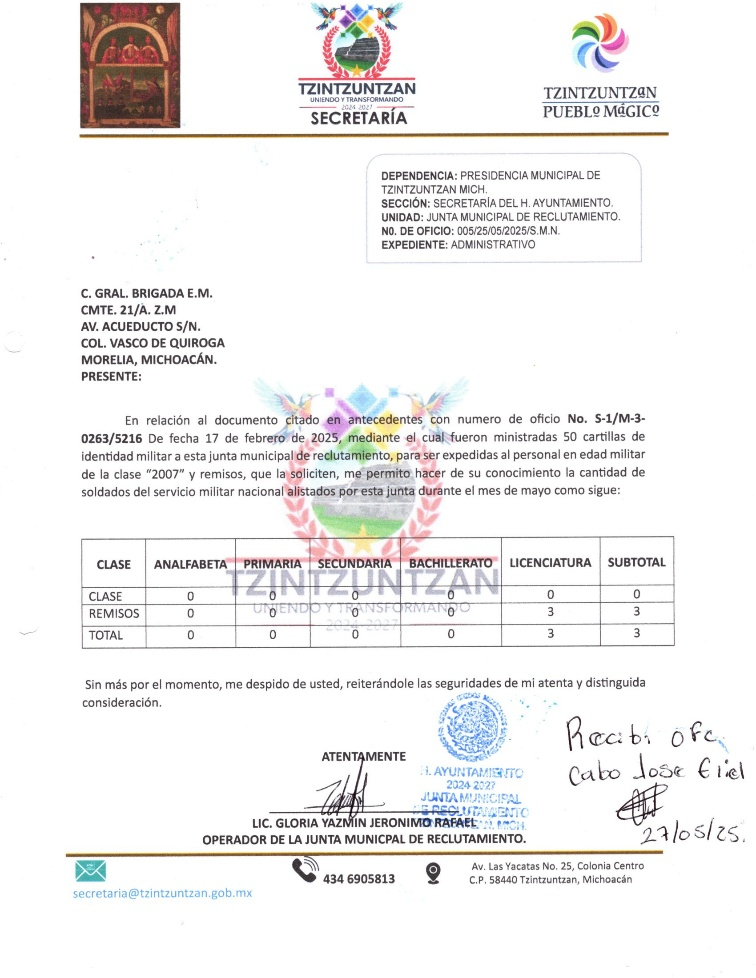 TZINTZUNTZAN
UNIENDO Y TRANSFORMANDO
2024-2027
SECRETARÍA
TZINTZUNTZaN
PUEBLO MáGICO
DEPENDENCIA: PRESIDENCIA MUNICIPAL DE
TZINTZUNTZAN MICH.
SECCIÓN: SECRETARÍA DEL H. AYUNTAMIENTO.
UNIDAD: JUNTA MUNICIPAL DE RECLUTAMIENTO.
N0. DE OFICIO: 005/25/05/2025/S.M.N.
EXPEDIENTE: ADMINISTRATIVO
C. GRAL. BRIGADA E.M.
CMTE. 21/A. Z.M
AV. ACUEDUCTO S/N.
COL. VASCO DE QUIROGA
MORELIA, MICHOACÁN.
PRESENTE:
En relación al documento citado en antecedentes con numero de oficio No. S-1/M-3-
0263/5216 De fecha 17 de febrero de 2025, mediante el cual fueron ministradas 50 cartillas de
identidad militar a esta junta municipal de reclutamiento, para ser expedidas al personal en edad militar
de la clase “2007” y remisos, que la soliciten, me permito hacer de su conocimiento la cantidad de
soldados del servicio militar nacional alistados por esta junta durante el mes de mayo como sigue:
CLASE ANALFABETA PRIMARIA SECUNDARIA BACHILLERATO LICENCIATURA SUBTOTAL
CLASE 0 0 0 0 0 0
REMISOS 0 0 0 0 3 3
TOTAL 0 0 0 0 3 3
TZINTZUNTZAN
UNIENDO Y TRANSFORMANDO
2024-2027
Sin más por el momento, me despido de usted, reiterándole las seguridades de mi atenta y distinguida
consideración.
ATENTAMENTE
H. AYUNTAMIENTO
2024-2027
JUNTA MUNICIPAL
DE RECLUTAMIENTO
MICH.
LIC. GLORIA YAZMIN JERONIMO RAFAEL
OPERADOR DE LA JUNTA MUNICPAL DE RECLUTAMIENTO.
Recibi Ofc.
Cabo Jose Eliel
27/05/25.
secretaria@tzintzuntzan.gob.mx
434 6905813
Av. Las Yacatas No. 25, Colonia Centro
C.P. 58440 Tzintzuntzan, Michoacán